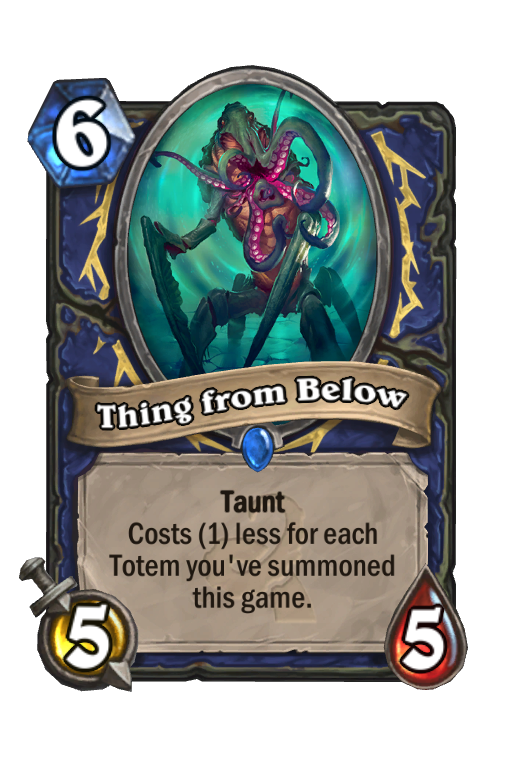 6
Thing from Below
Taunt
Costs (1) less for each
Totem you've summoned
this game.
5
5